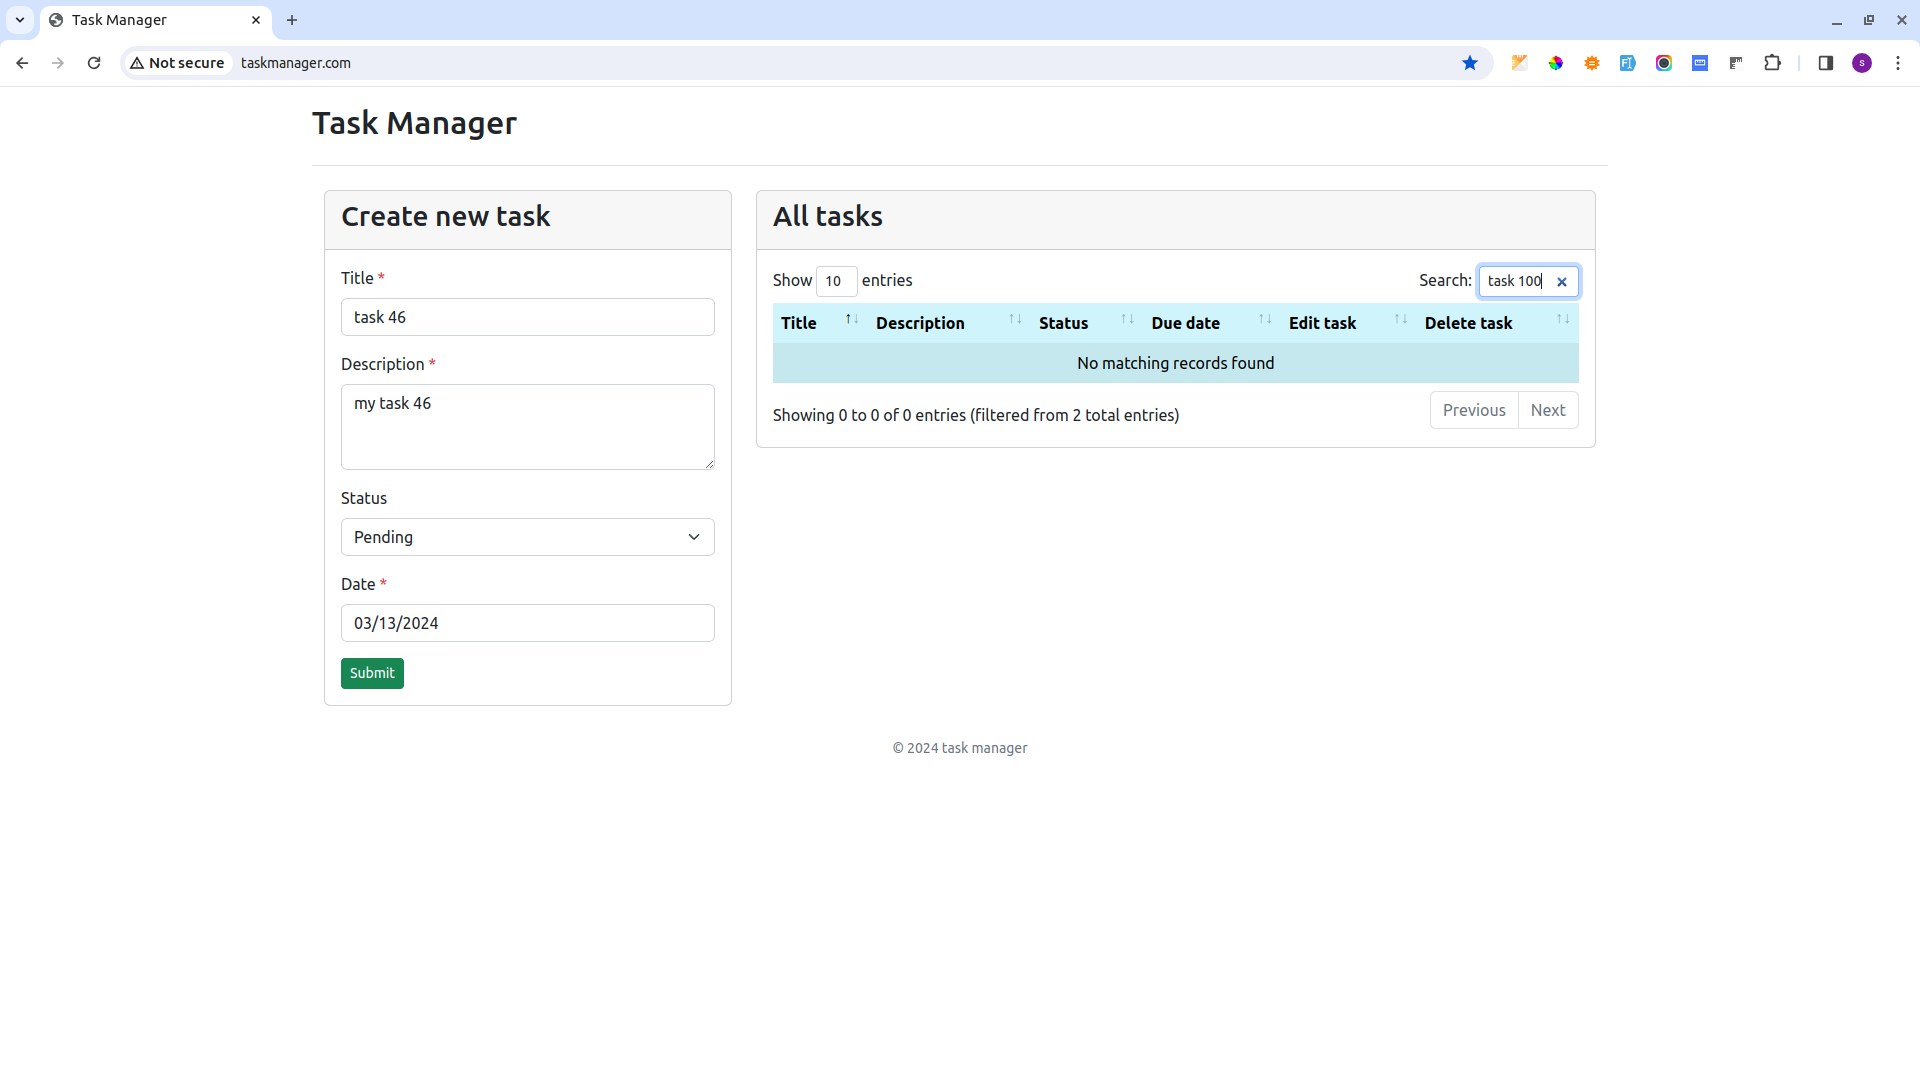 Task Manager
Not secure taskmanager.com
S
Task Manager
Create new task
Title *
task 46
Description *
my task 46
Status
Pending
Date *
03/13/2024
Submit
All tasks
Show 10 entries Search: task 100
Title Description Status Due date Edit task Delete task
No matching records found
Showing 0 to 0 of 0 entries (filtered from 2 total entries) Previous Next
© 2024 task manager